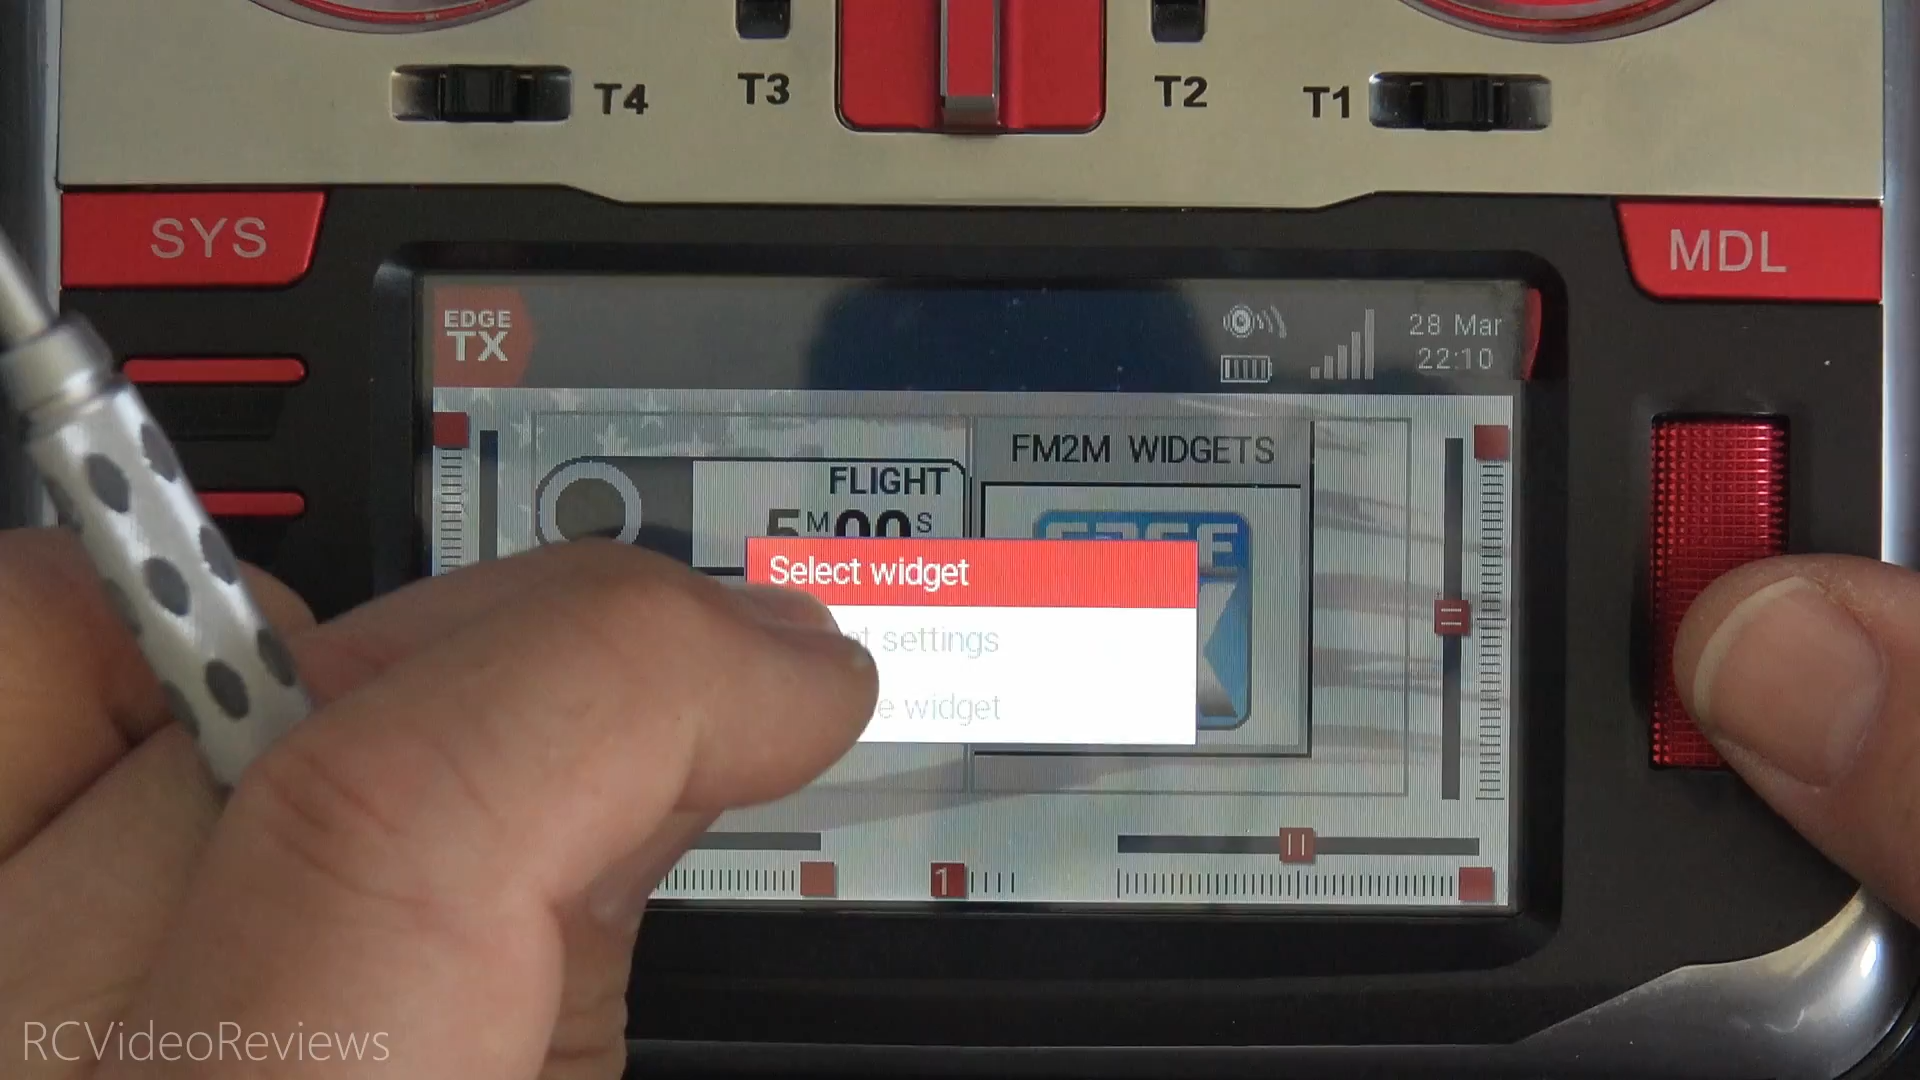 T4
T3
T2
T1
SYS
MDL
EDGE
TX
28 Mar
22:10
FM2M WIDGETS
FLIGHT
5M00S
Select widget
settings
widget
1
RCVideoReviews